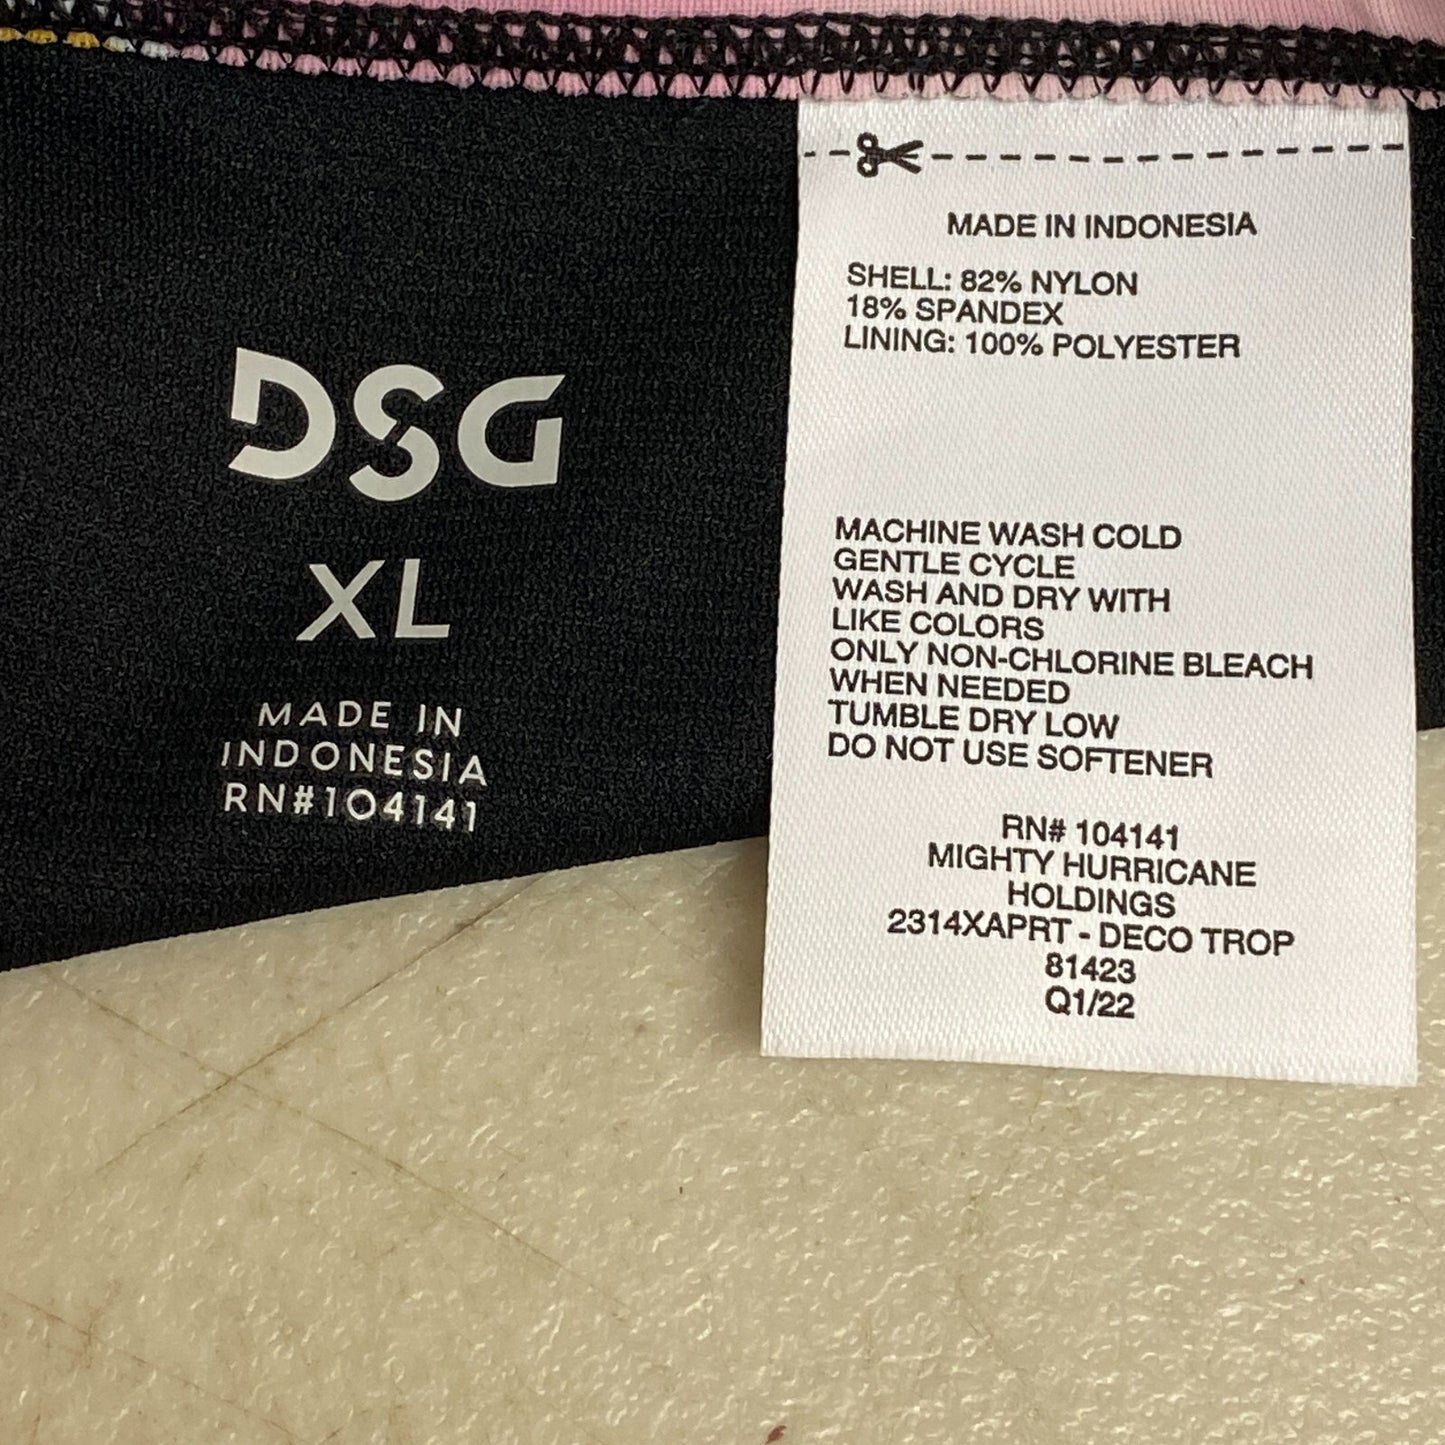 DSG
XL
MADE IN
INDONESIA
RN#104141
MADE IN INDONESIA
SHELL: 82% NYLON
18% SPANDEX
LINING: 100% POLYESTER
MACHINE WASH COLD
GENTLE CYCLE
WASH AND DRY WITH
LIKE COLORS
ONLY NON-CHLORINE BLEACH
WHEN NEEDED
TUMBLE DRY LOW
DO NOT USE SOFTENER
RN# 104141
MIGHTY HURRICANE
HOLDINGS
2314XAPRT - DECO TROP
81423
Q1/22